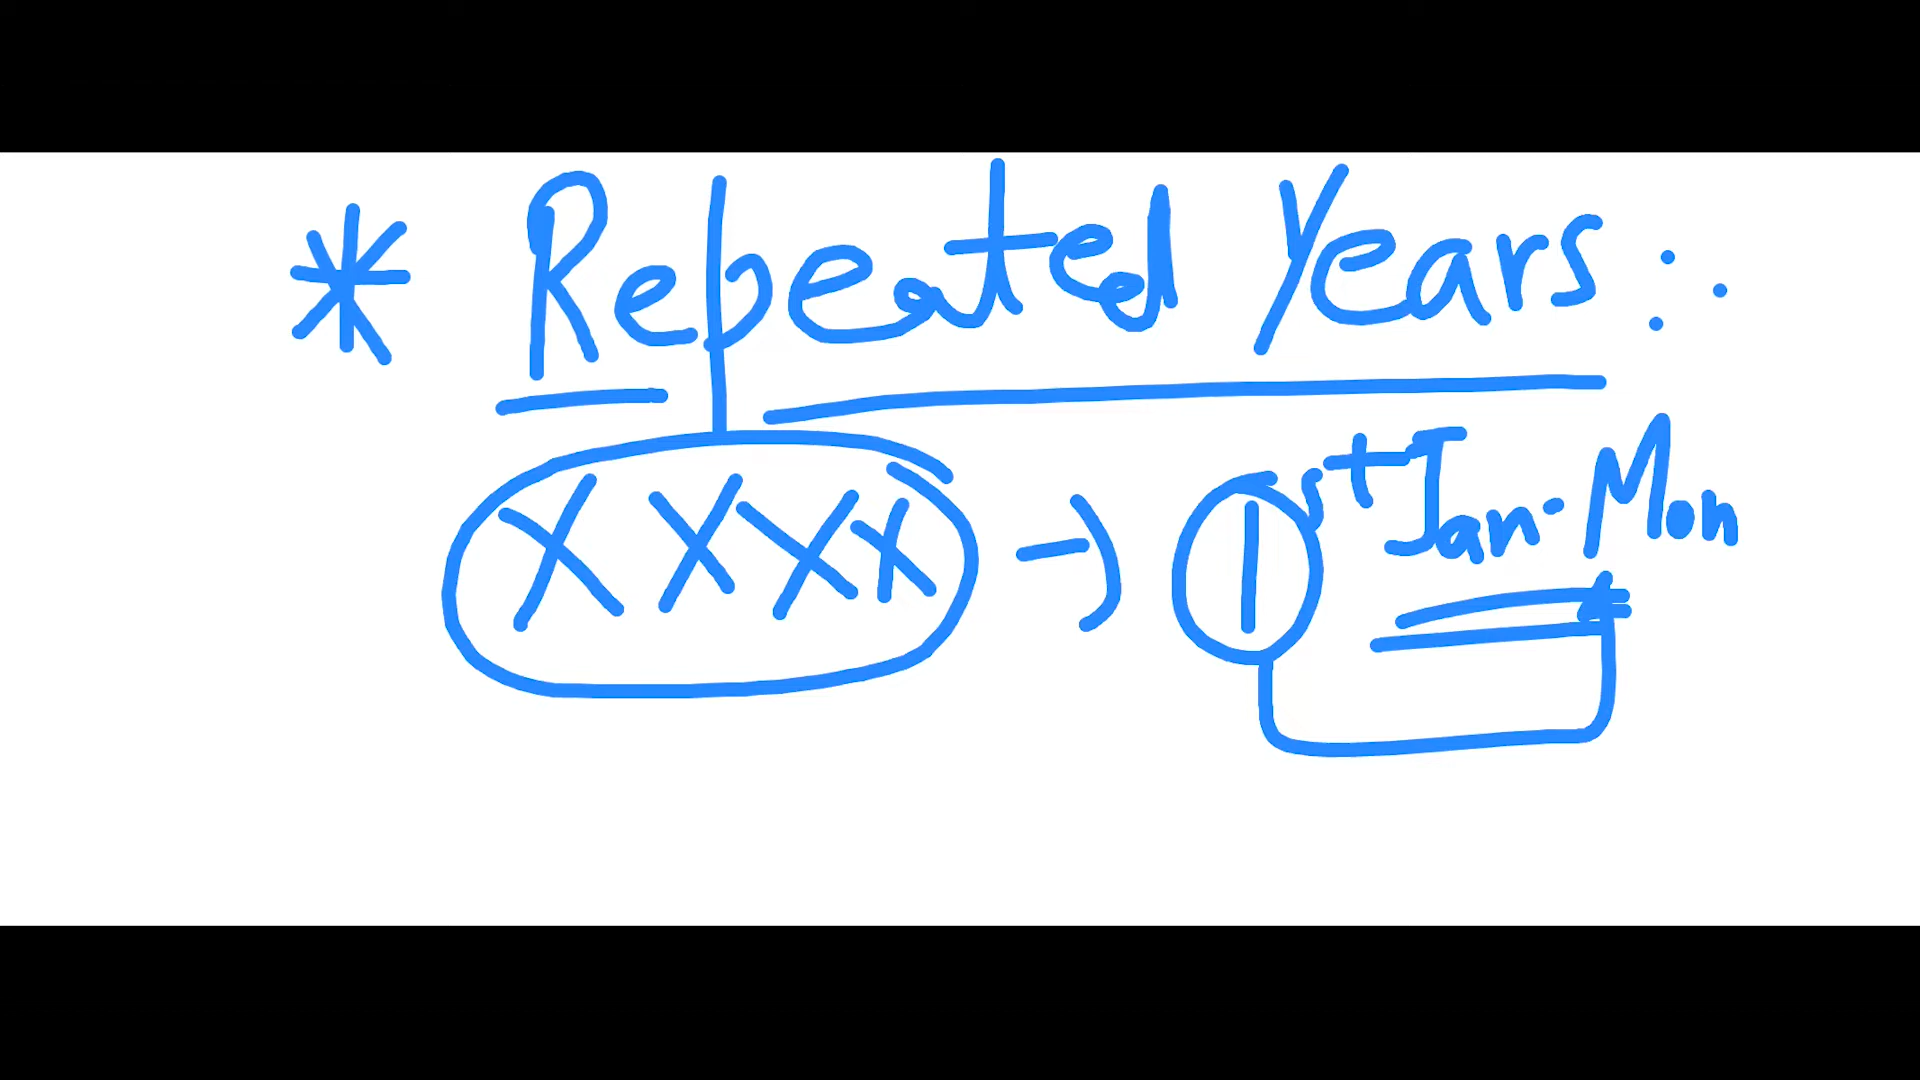 * Repeated Years :.
XXXX → 1st Jan. Mon